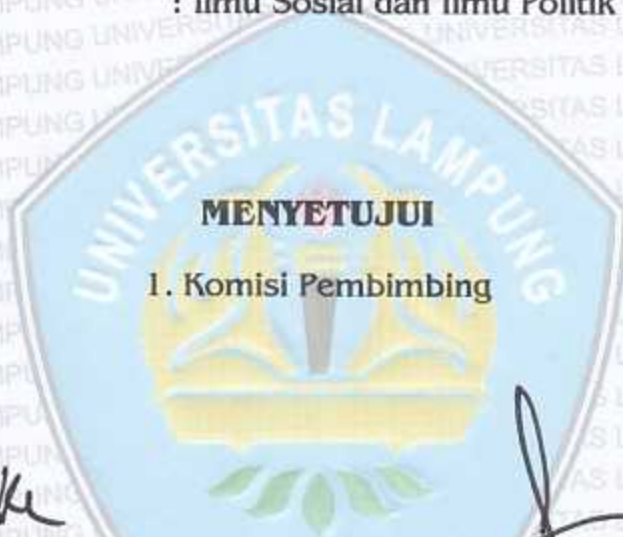 : Ilmu Sosial dan Ilmu Politik
UNIVERSITAS LAMPUNG
MENYETUJUI
1. Komisi Pembimbing